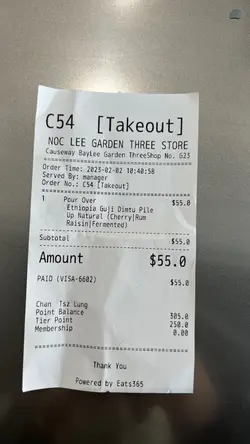 C54 [Takeout]
NOC LEE GARDEN THREE STORE
Causeway BayLee Garden ThreeShop No. G23
Order Time: 2023-02-02 10:40:58
Served By: manager
Order No.: C54 [Takeout]
1 Pour Over $55.0
Ethiopia Guji Dimtu Pile
Up Natural (Cherry|Rum
Raisin|Fermented)
Subtotal $55.0
Amount $55.0
PAID (VISA-6602) $55.0
Chan Tsz Lung
Point Balance 305.0
Tier Point 250.0
Membership 0.00
Thank You
Powered by Eats365